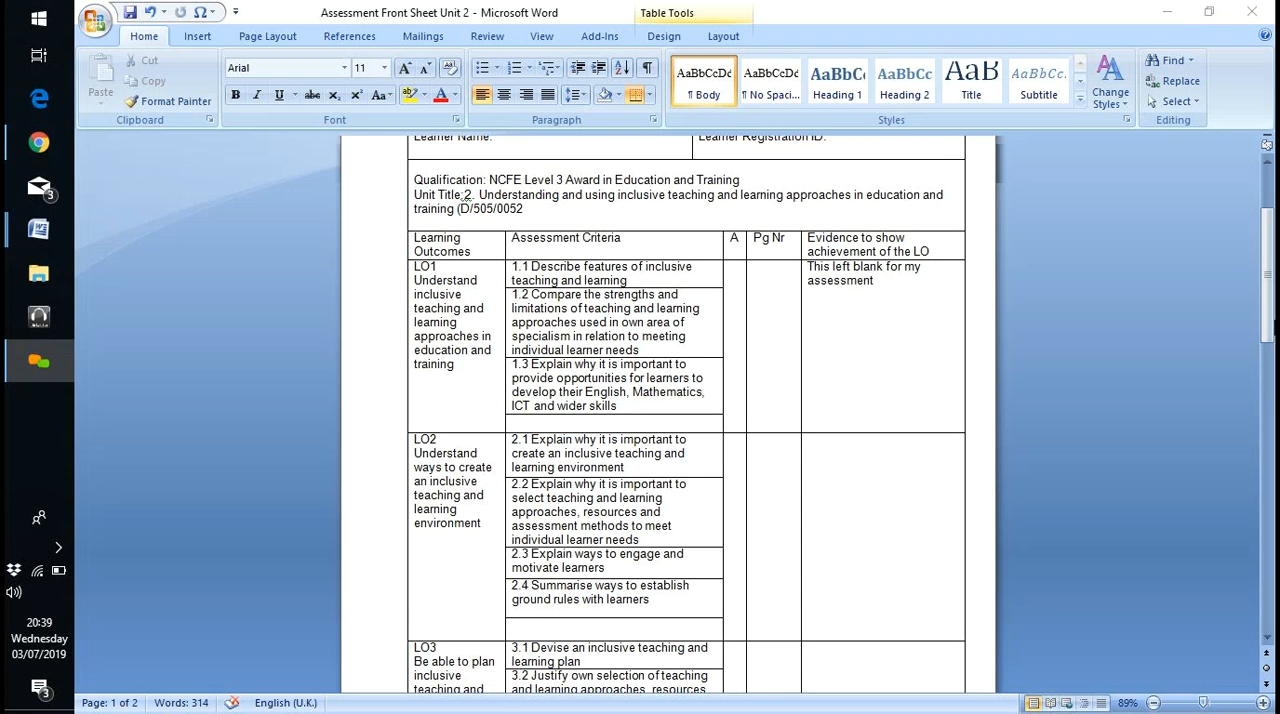 Assessment Front Sheet Unit 2 - Microsoft Word
Table Tools
Home Insert Page Layout References Mailings Review View Add-Ins Design Layout
Cut
Copy
Paste
Format Painter
Clipboard
Arial 11
Font
Paragraph
AaBbCcDd AaBbCcDd AaBbC AaBbCc AaB AaBbCcl
¶ Body ¶ No Spaci... Heading 1 Heading 2 Title Subtitle
Change Styles
Styles
Find
Replace
Select
Editing
Learner Name: Learner Registration ID:
Qualification: NCFE Level 3 Award in Education and Training
Unit Title:2. Understanding and using inclusive teaching and learning approaches in education and
training (D/505/0052
Learning
Outcomes
Assessment Criteria
A
Pg Nr
Evidence to show
achievement of the LO
LO1
Understand
inclusive
teaching and
learning
approaches in
education and
training
1.1 Describe features of inclusive
teaching and learning
1.2 Compare the strengths and
limitations of teaching and learning
approaches used in own area of
specialism in relation to meeting
individual learner needs
1.3 Explain why it is important to
provide opportunities for learners to
develop their English, Mathematics,
ICT and wider skills
This left blank for my
assessment
LO2
Understand
ways to create
an inclusive
teaching and
learning
environment
2.1 Explain why it is important to
create an inclusive teaching and
learning environment
2.2 Explain why it is important to
select teaching and learning
approaches, resources and
assessment methods to meet
individual learner needs
2.3 Explain ways to engage and
motivate learners
2.4 Summarise ways to establish
ground rules with learners
LO3
Be able to plan
inclusive
teaching and
3.1 Devise an inclusive teaching and
learning plan
3.2 Justify own selection of teaching
and learning approaches, resources
Page: 1 of 2 Words: 314 English (U.K.) 89%
3
20:39
Wednesday
03/07/2019
3